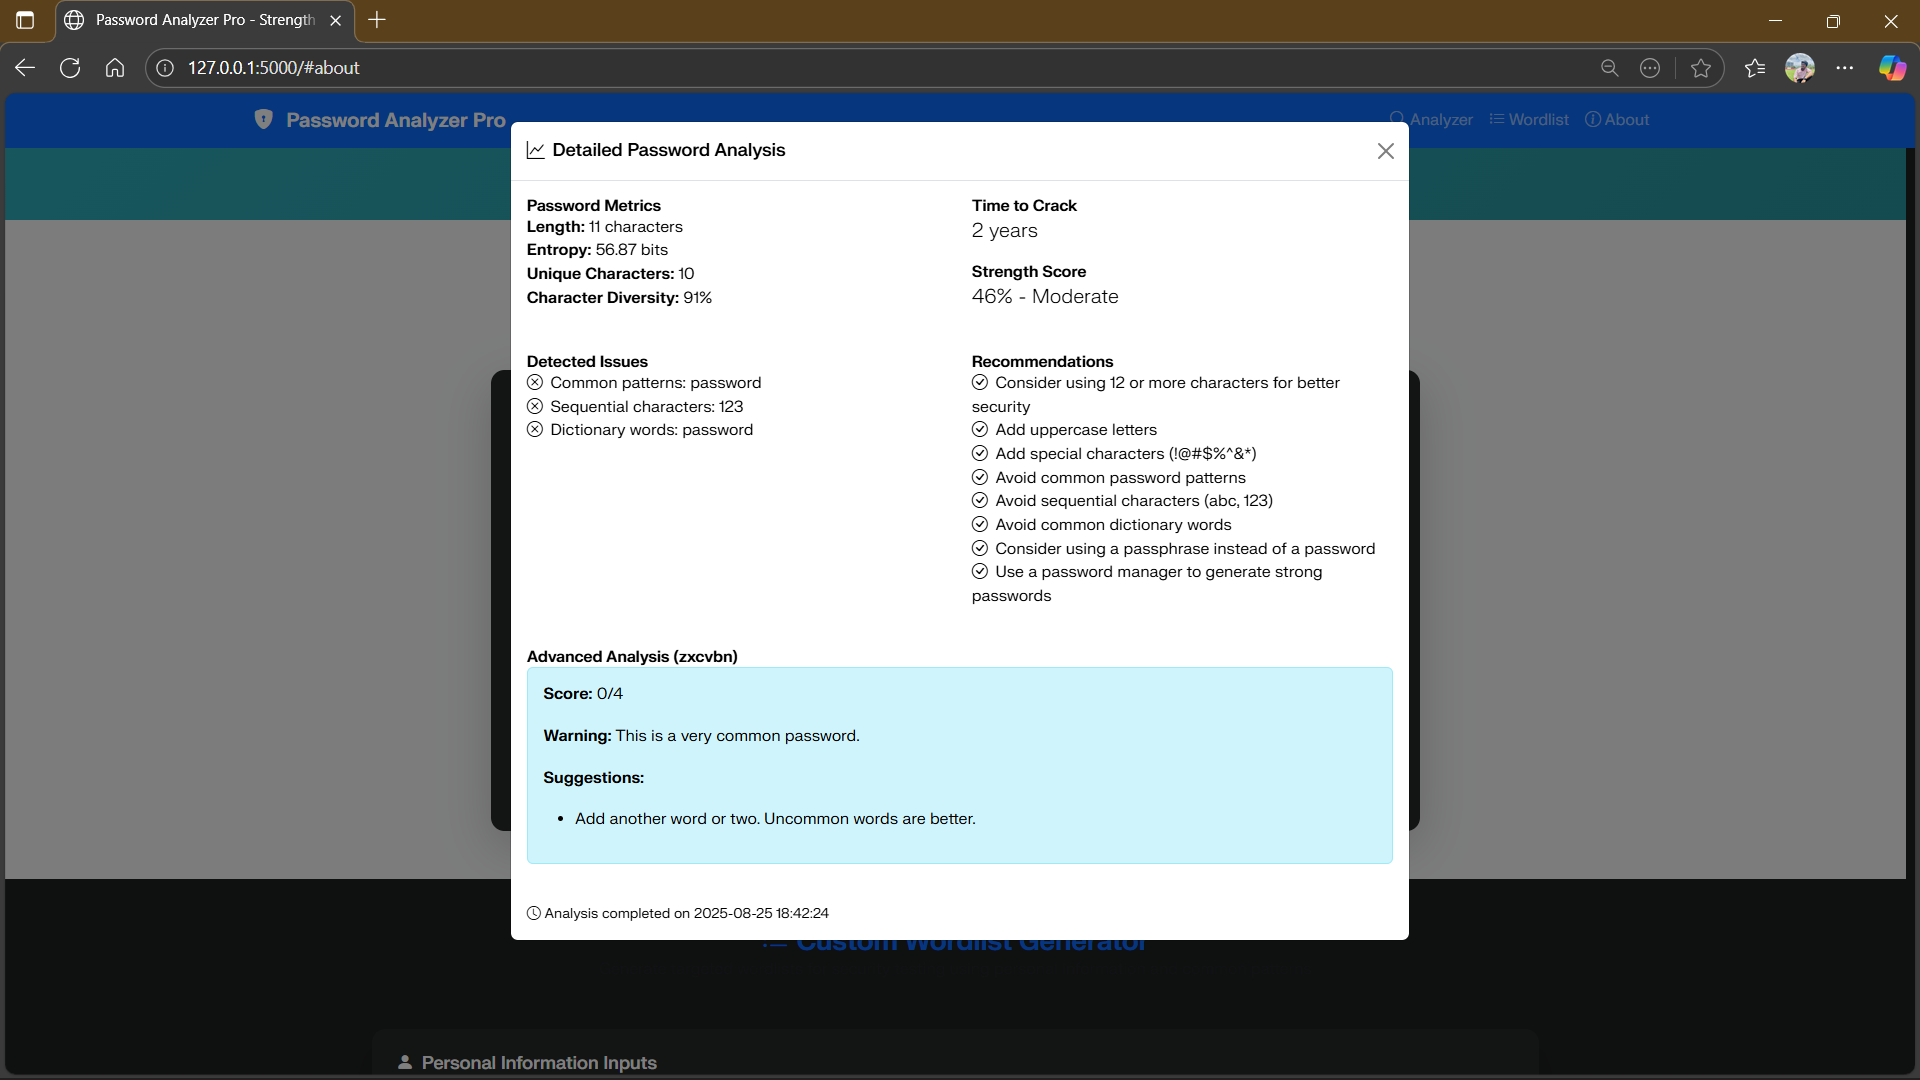 Password Analyzer Pro - Strength
127.0.0.1:5000/#about
Password Analyzer Pro
Analyzer
Wordlist
About
Detailed Password Analysis
Password Metrics
Length: 11 characters
Entropy: 56.87 bits
Unique Characters: 10
Character Diversity: 91%
Time to Crack
2 years
Strength Score
46% - Moderate
Detected Issues
Common patterns: password
Sequential characters: 123
Dictionary words: password
Recommendations
Consider using 12 or more characters for better
security
Add uppercase letters
Add special characters (!@#$%^&*)
Avoid common password patterns
Avoid sequential characters (abc, 123)
Avoid common dictionary words
Consider using a passphrase instead of a password
Use a password manager to generate strong
passwords
Advanced Analysis (zxcvbn)
Score: 0/4
Warning: This is a very common password.
Suggestions:
• Add another word or two. Uncommon words are better.
Analysis completed on 2025-08-25 18:42:24
Custom Wordlist Generator
Personal Information Inputs